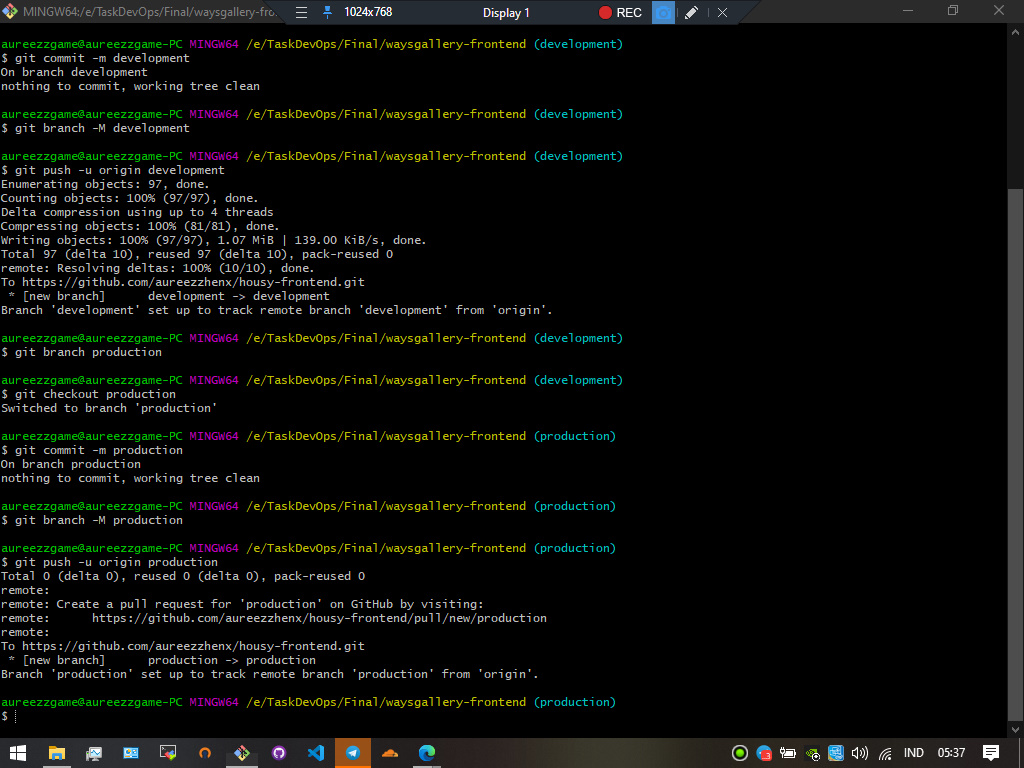 MINGW64:/e/TaskDevOps/Final/waysgallery-fro
1024x768
Display 1
REC
aureezzgame@aureezzgame-PC MINGW64 /e/TaskDevOps/Final/waysgallery-frontend (development)
$ git commit -m development
On branch development
nothing to commit, working tree clean
aureezzgame@aureezzgame-PC MINGW64 /e/TaskDevOps/Final/waysgallery-frontend (development)
$ git branch -M development
aureezzgame@aureezzgame-PC MINGW64 /e/TaskDevOps/Final/waysgallery-frontend (development)
$ git push -u origin development
Enumerating objects: 97, done.
Counting objects: 100% (97/97), done.
Delta compression using up to 4 threads
Compressing objects: 100% (81/81), done.
Writing objects: 100% (97/97), 1.07 MiB | 139.00 KiB/s, done.
Total 97 (delta 10), reused 97 (delta 10), pack-reused 0
remote: Resolving deltas: 100% (10/10), done.
To https://github.com/aureezzhenx/housy-frontend.git
 * [new branch]      development -> development
Branch 'development' set up to track remote branch 'development' from 'origin'.
aureezzgame@aureezzgame-PC MINGW64 /e/TaskDevOps/Final/waysgallery-frontend (development)
$ git branch production
aureezzgame@aureezzgame-PC MINGW64 /e/TaskDevOps/Final/waysgallery-frontend (development)
$ git checkout production
Switched to branch 'production'
aureezzgame@aureezzgame-PC MINGW64 /e/TaskDevOps/Final/waysgallery-frontend (production)
$ git commit -m production
On branch production
nothing to commit, working tree clean
aureezzgame@aureezzgame-PC MINGW64 /e/TaskDevOps/Final/waysgallery-frontend (production)
$ git branch -M production
aureezzgame@aureezzgame-PC MINGW64 /e/TaskDevOps/Final/waysgallery-frontend (production)
$ git push -u origin production
Total 0 (delta 0), reused 0 (delta 0), pack-reused 0
remote:
remote: Create a pull request for 'production' on GitHub by visiting:
remote:      https://github.com/aureezzhenx/housy-frontend/pull/new/production
remote:
To https://github.com/aureezzhenx/housy-frontend.git
 * [new branch]      production -> production
Branch 'production' set up to track remote branch 'production' from 'origin'.
aureezzgame@aureezzgame-PC MINGW64 /e/TaskDevOps/Final/waysgallery-frontend (production)
$
IND
05:37